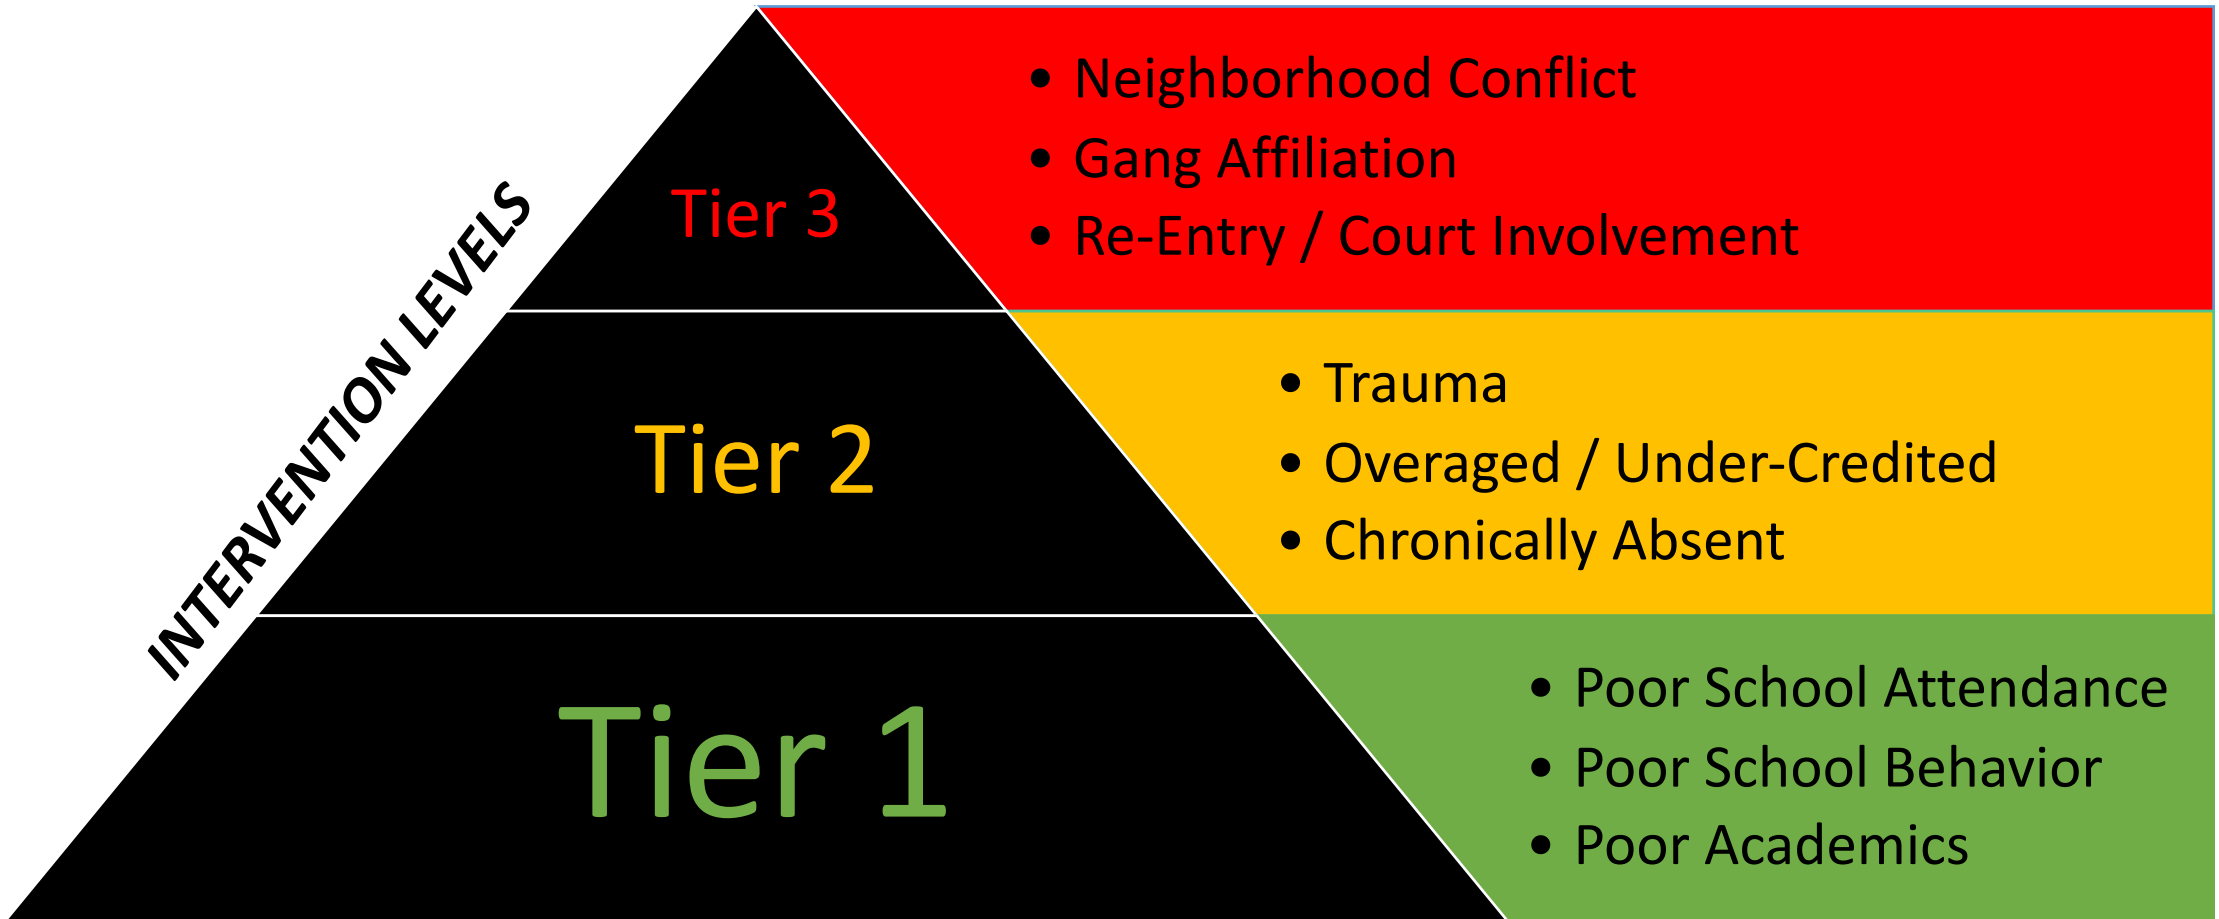 INTERVENTION LEVELS
Tier 3
• Neighborhood Conflict
• Gang Affiliation
• Re-Entry / Court Involvement
Tier 2
• Trauma
• Overaged / Under-Credited
• Chronically Absent
Tier 1
• Poor School Attendance
• Poor School Behavior
• Poor Academics